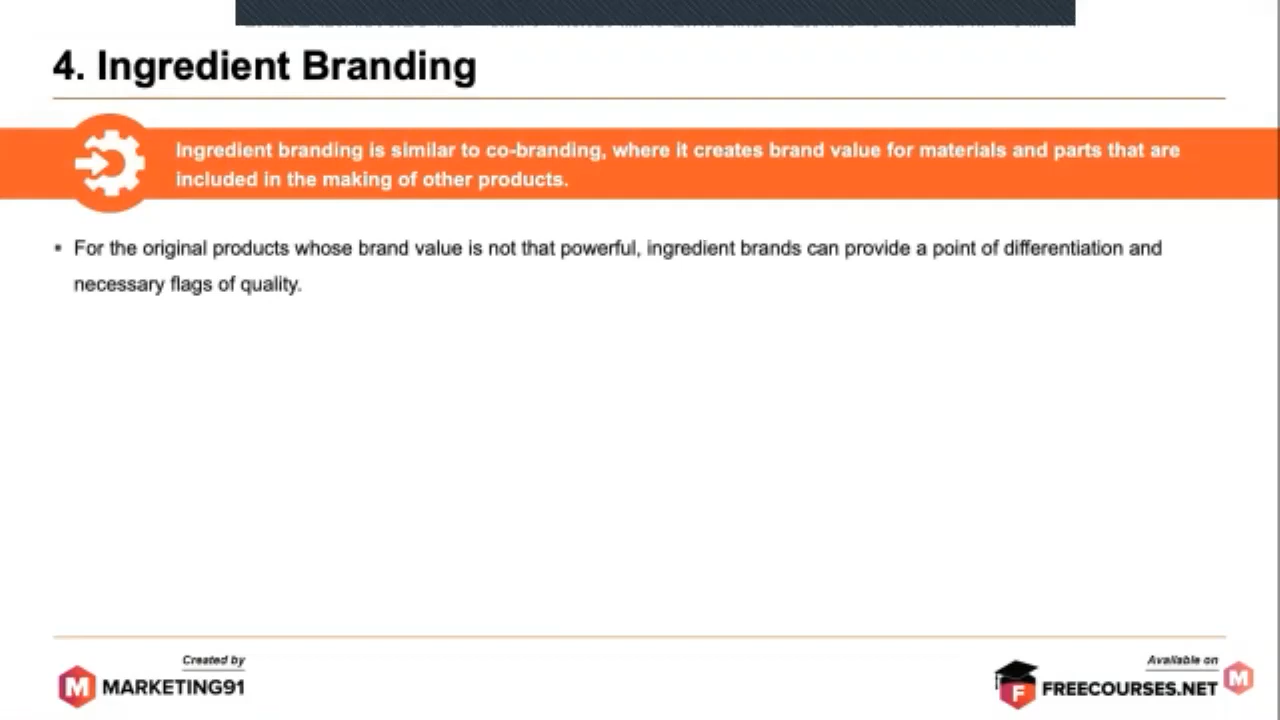 4. Ingredient Branding
Ingredient branding is similar to co-branding, where it creates brand value for materials and parts that are
included in the making of other products.
• For the original products whose brand value is not that powerful, ingredient brands can provide a point of differentiation and
necessary flags of quality.
Created by
M MARKETING91
Available on
F FREECOURSES.NET
M